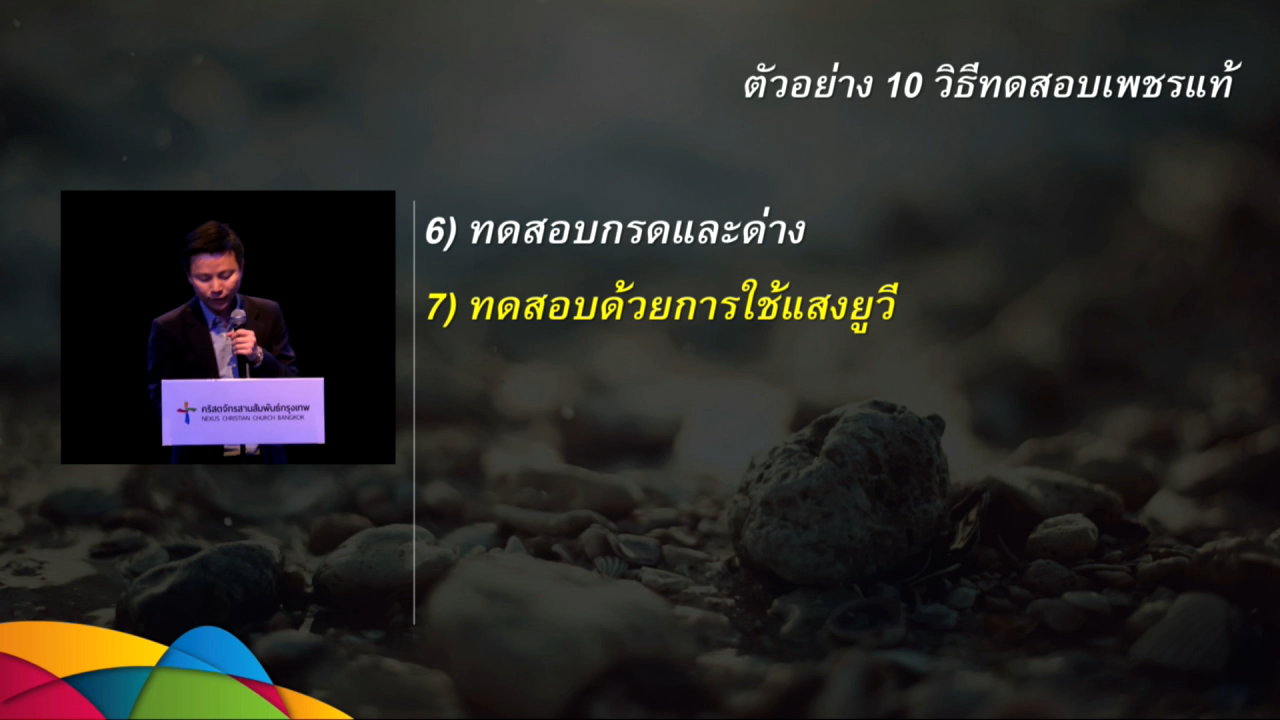 ตัวอย่าง 10 วิธีทดสอบเพชรแท้
6) ทดสอบกรดและด่าง
7) ทดสอบด้วยการใช้แสงยูวี
คริสตจักรสานสัมพันธ์กรุงเทพ
NEXUS CHRISTIAN CHURCH BANGKOK